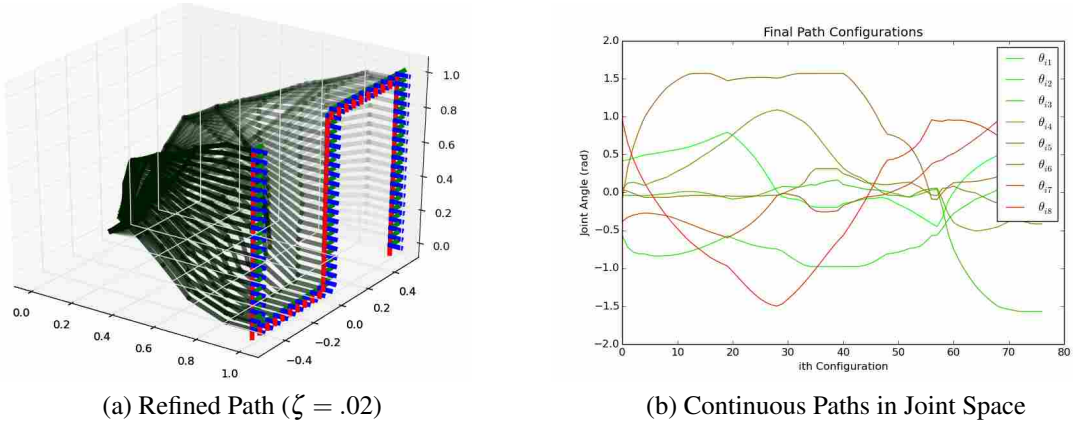 1.0
0.8
0.6
0.4
0.2
0.0
0.0
0.2
0.4
0.6
0.8
1.0
−0.4
−0.2
0.0
0.2
0.4
(a) Refined Path (ζ = .02)
Final Path Configurations
2.0
1.5
1.0
0.5
0.0
−0.5
−1.0
−1.5
−2.0
Joint Angle (rad)
0 10 20 30 40 50 60 70 80
ith Configuration
θi1
θi2
θi3
θi4
θi5
θi6
θi7
θi8
(b) Continuous Paths in Joint Space